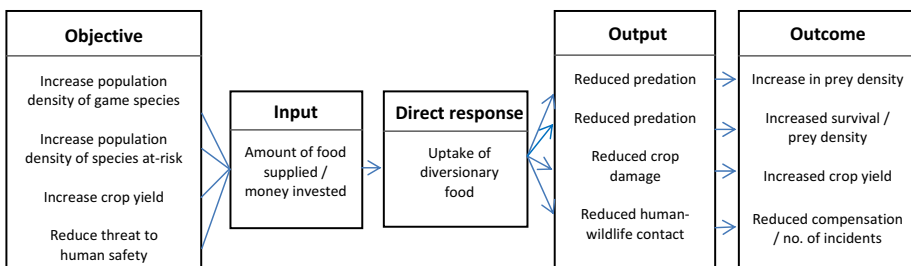 Objective
Increase population
density of game species
Increase population
density of species at-risk
Increase crop yield
Reduce threat to
human safety
Input
Amount of food
supplied /
money invested
Direct response
Uptake of
diversionary
food
Output
Reduced predation
Reduced predation
Reduced crop
damage
Reduced human-
wildlife contact
Outcome
Increase in prey density
Increased survival /
prey density
Increased crop yield
Reduced compensation
/ no. of incidents